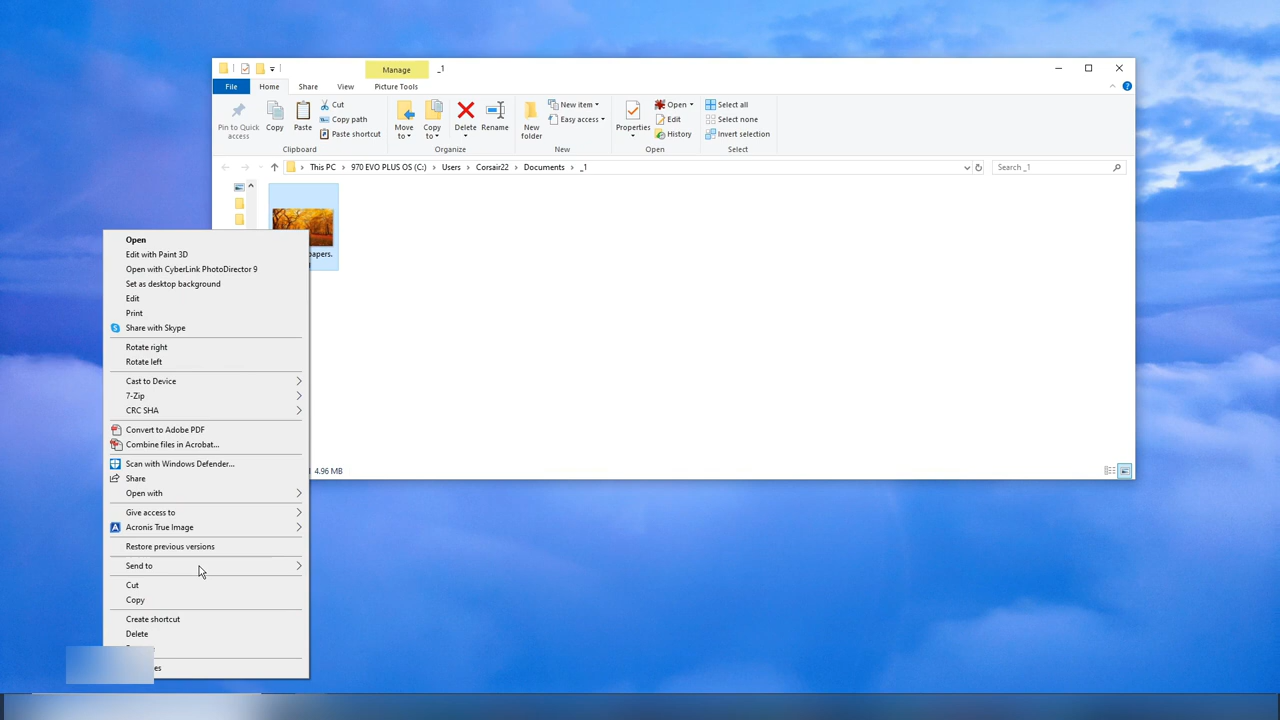 Manage _1
File Home Share View Picture Tools
Pin to Quick access
Copy
Paste
Cut
Copy path
Paste shortcut
Clipboard
Move to
Copy to
Delete
Rename
Organize
New folder
New item
Easy access
New
Properties
Open
Edit
History
Open
Select all
Select none
Invert selection
Select
This PC 970 EVO PLUS OS (C:) Users Corsair22 Documents _1
Search _1
apers.
4.96 MB
Open
Edit with Paint 3D
Open with CyberLink PhotoDirector 9
Set as desktop background
Edit
Print
Share with Skype
Rotate right
Rotate left
Cast to Device
7-Zip
CRC SHA
Convert to Adobe PDF
Combine files in Acrobat...
Scan with Windows Defender...
Share
Open with
Give access to
Acronis True Image
Restore previous versions
Send to
Cut
Copy
Create shortcut
Delete
es